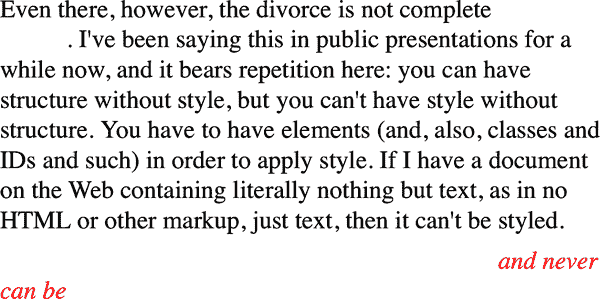 Even there, however, the divorce is not complete
. I've been saying this in public presentations for a
while now, and it bears repetition here: you can have
structure without style, but you can't have style without
structure. You have to have elements (and, also, classes and
IDs and such) in order to apply style. If I have a document
on the Web containing literally nothing but text, as in no
HTML or other markup, just text, then it can't be styled.
and never
can be